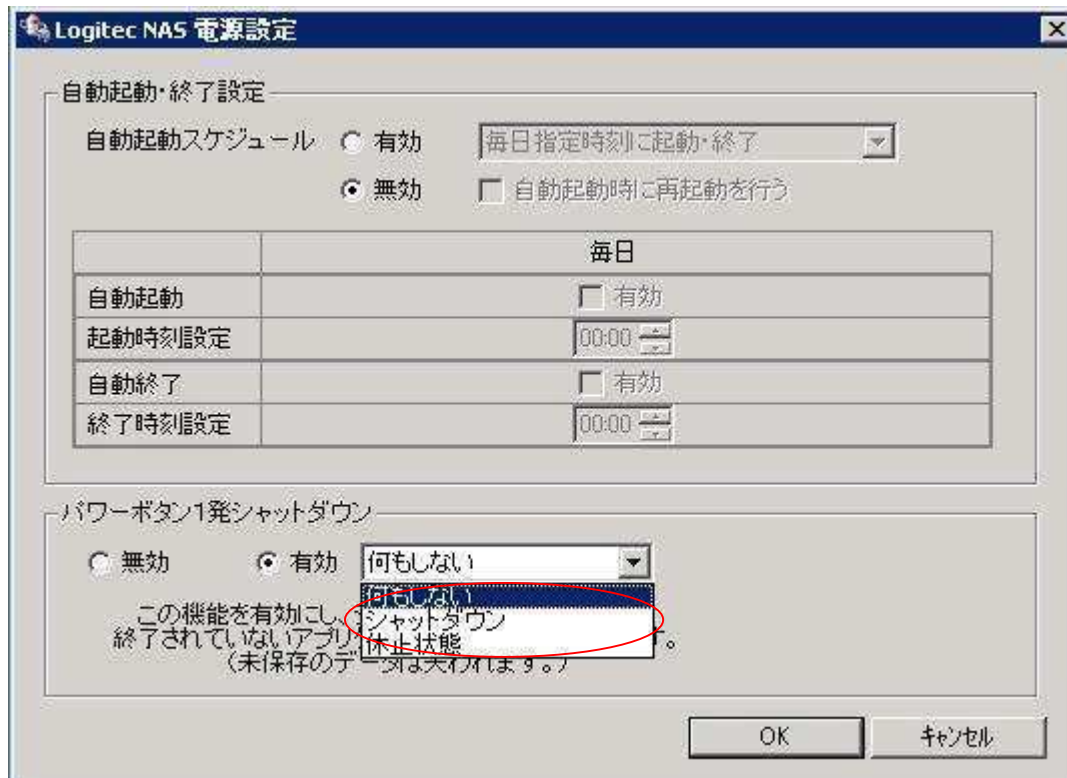 Logitec NAS 電源設定
自動起動・終了設定
自動起動スケジュール 有効 毎日指定時刻に起動・終了
無効 自動起動時に再起動を行う
毎日
自動起動 有効
起動時刻設定 00:00
自動終了 有効
終了時刻設定 00:00
パワーボタン1発シャットダウン
無効 有効 何もしない
何もしない
この機能を有効にし、 シャットダウン
終了されていないアプリ 休止状態 す。
(未保存のデータは失われます。)
OK キャンセル